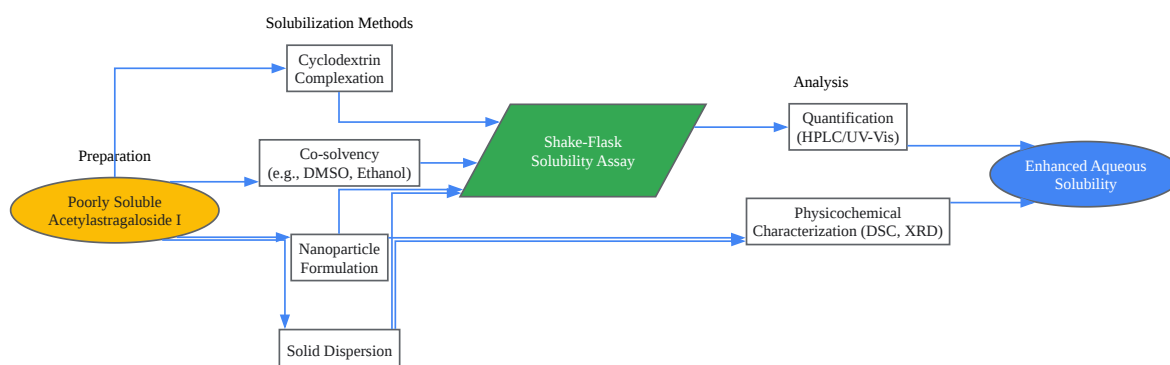 Solubilization Methods
Cyclodextrin
Complexation
Analysis
Shake-Flask
Solubility Assay
Quantification
(HPLC/UV-Vis)
Preparation
Co-solvency
(e.g., DMSO, Ethanol)
Enhanced Aqueous
Solubility
Poorly Soluble
Acetylastragaloside I
Physicochemical
Characterization (DSC, XRD)
Nanoparticle
Formulation
Solid Dispersion